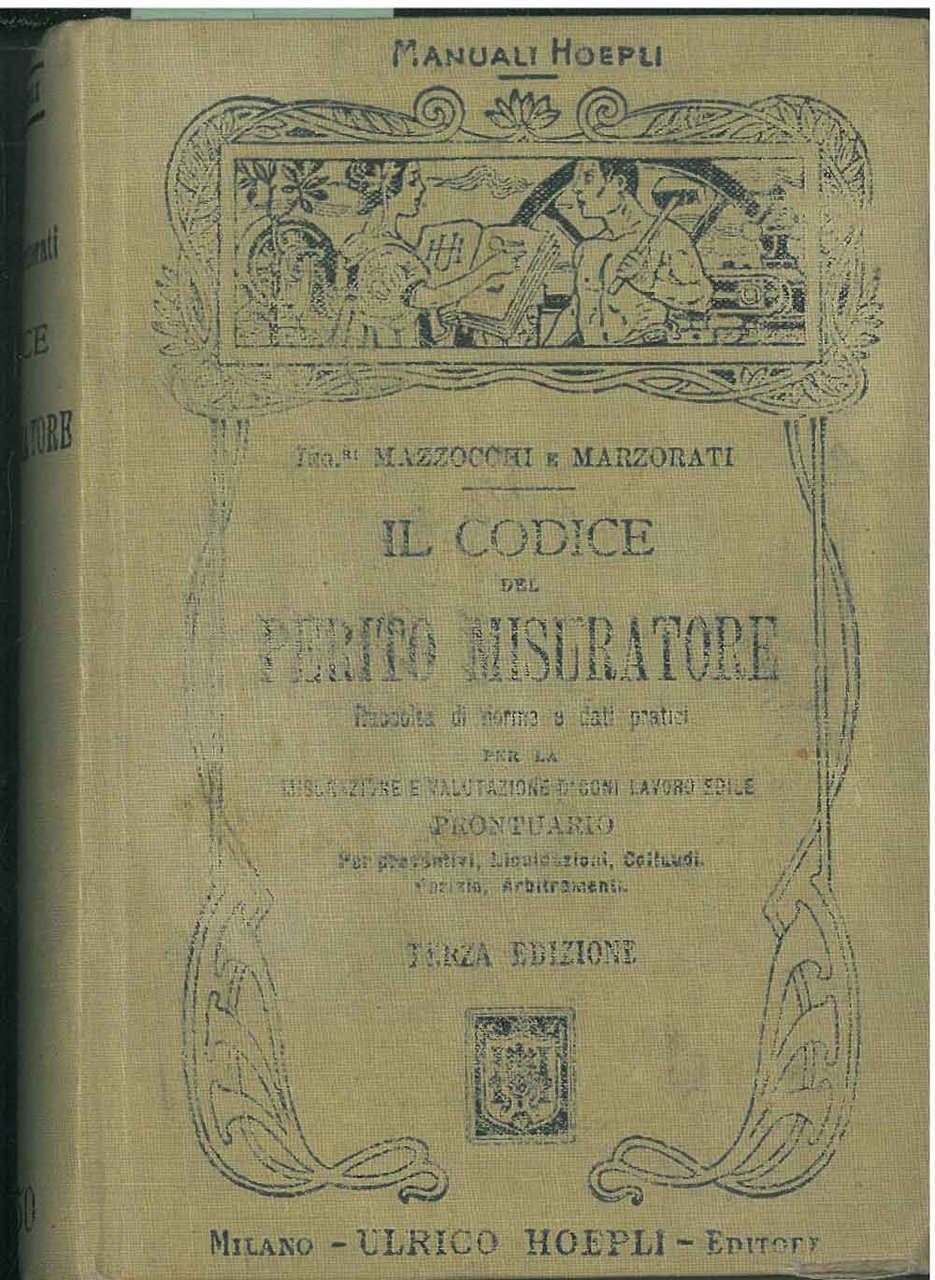 MANUALI HOEPLI
ING.RI MAZZOCCHI E MARZORATI
IL CODICE
DEL
PERITO MISURATORE
Raccolta di norme e dati pratici
PER LA
MISURAZIONE E VALUTAZIONE D'OGNI LAVORO EDILE
PRONTUARIO
Per preventivi, Liquidazioni, Collaudi.
Perizie, Arbitramenti.
TERZA EDIZIONE
MILANO - ULRICO HOEPLI - EDITORE